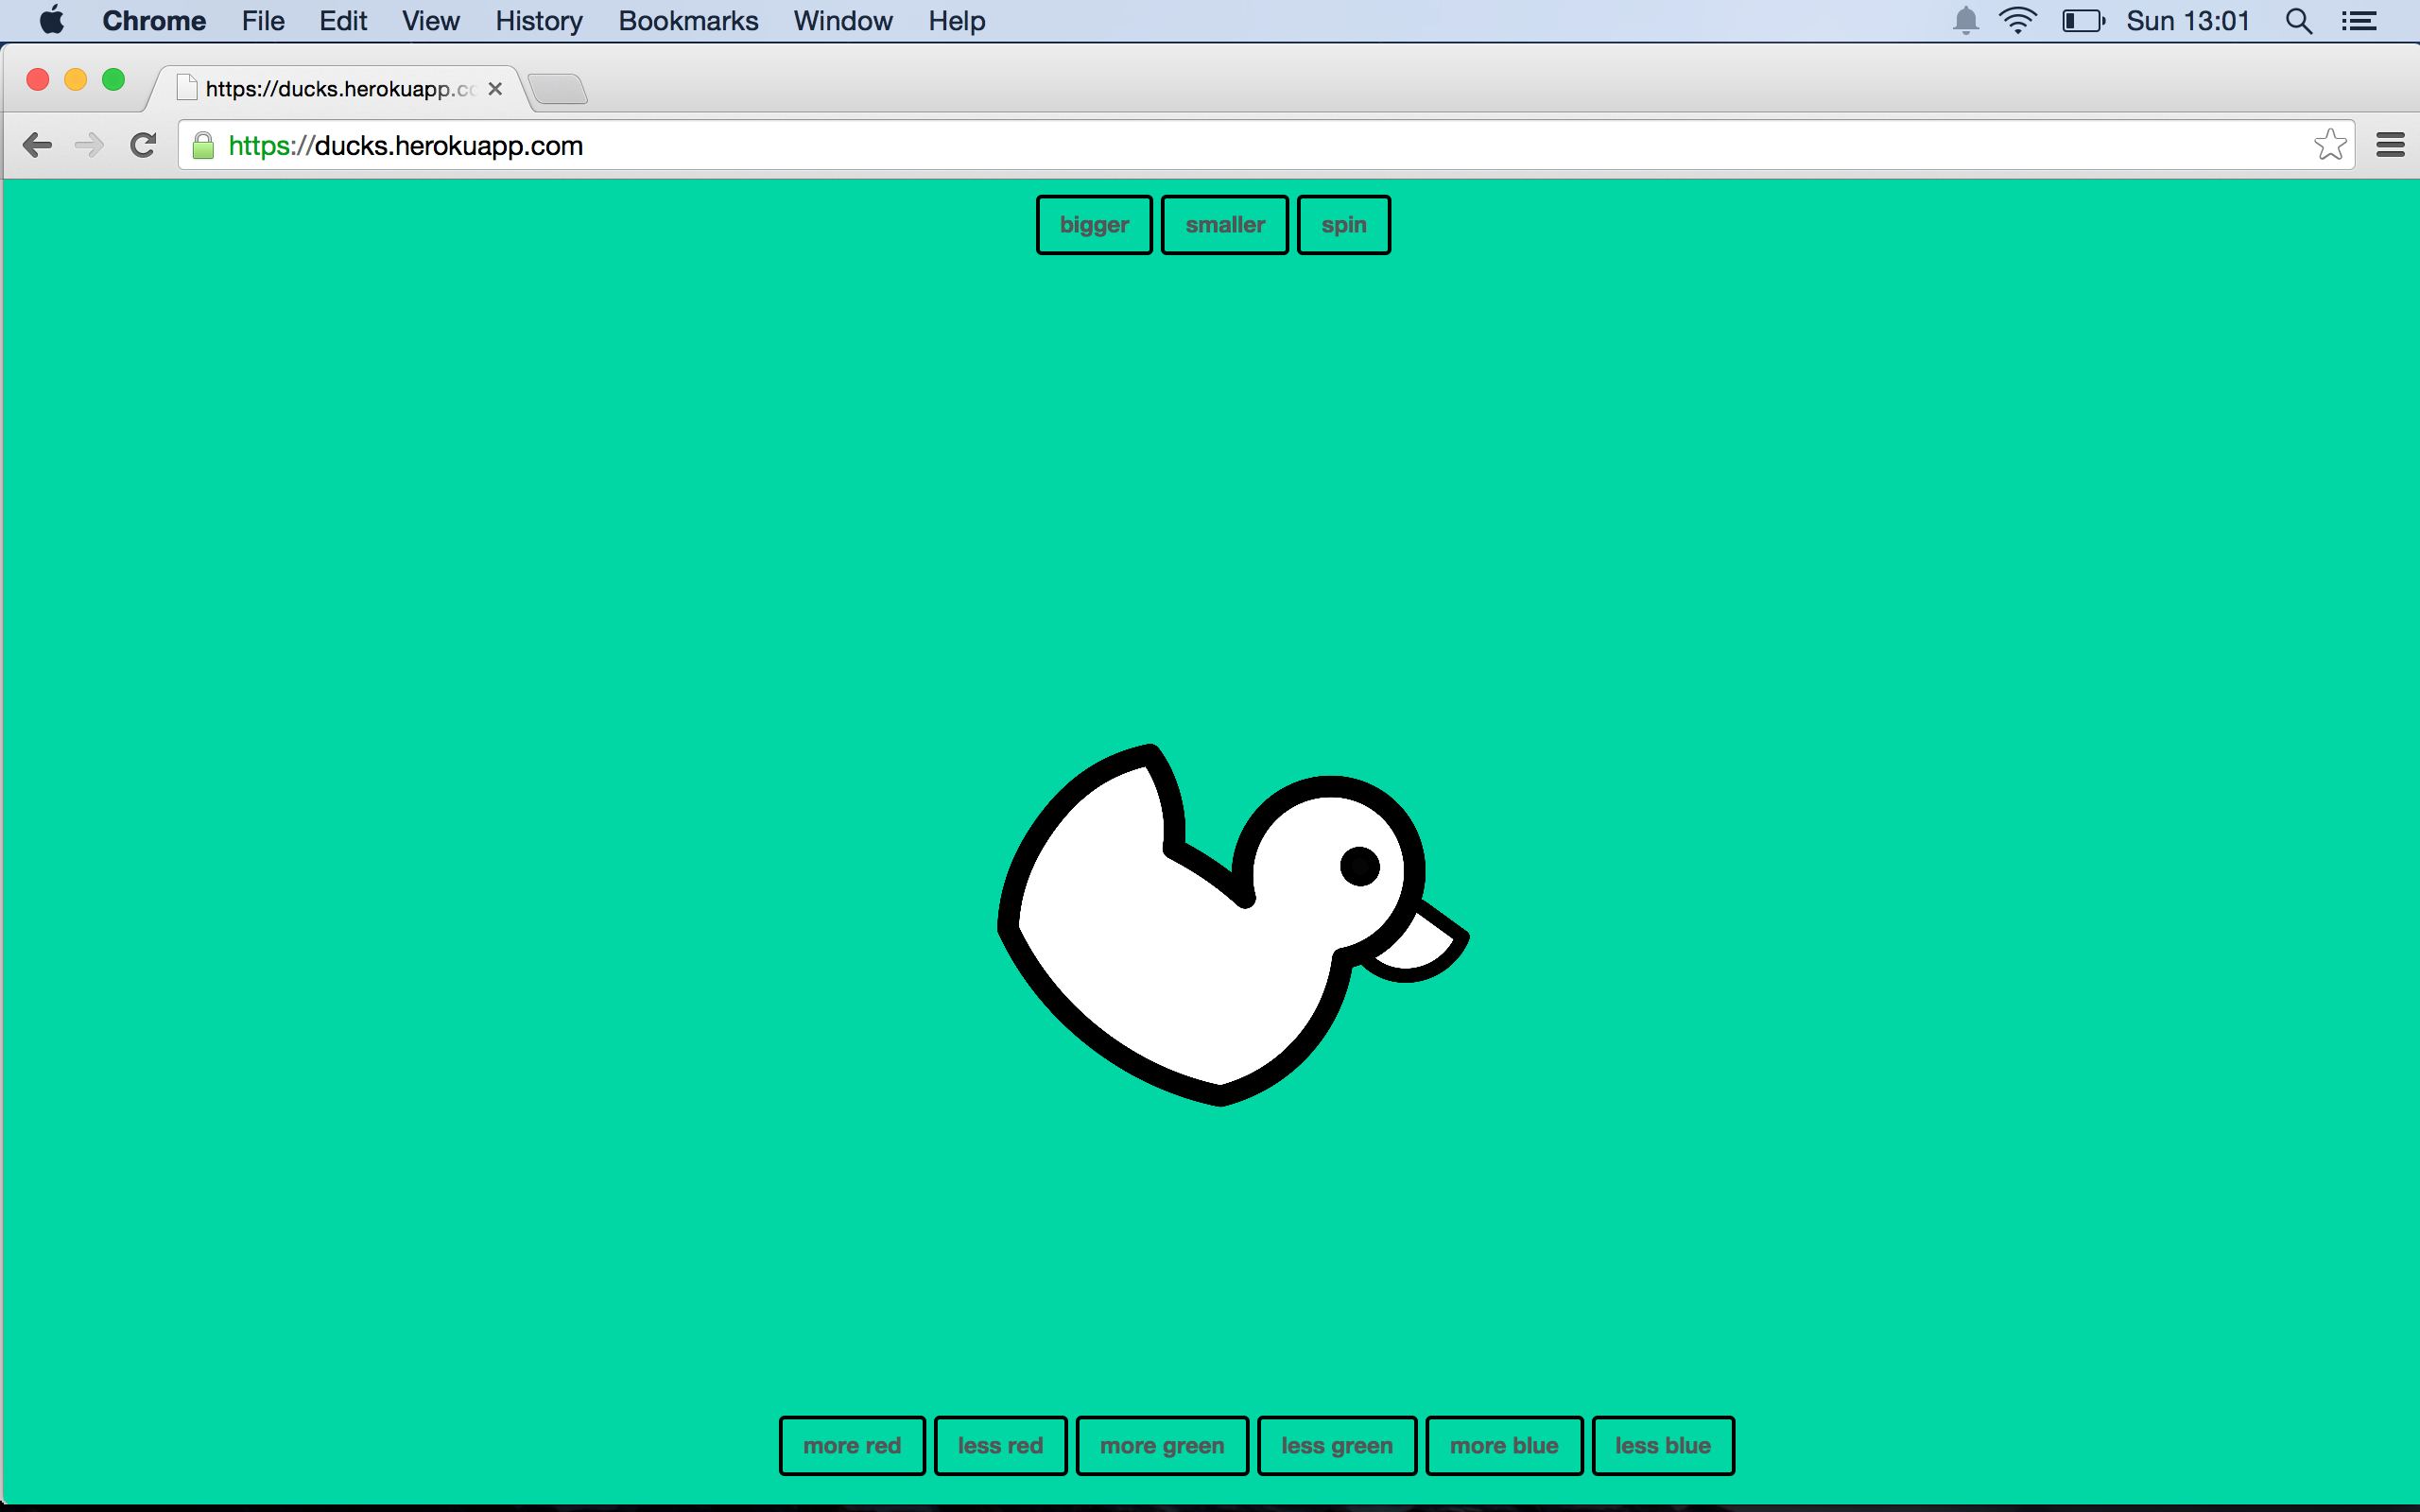 Chrome File Edit View History Bookmarks Window Help Sun 13:01
https://ducks.herokuapp.co
https://ducks.herokuapp.com
bigger smaller spin
more red less red more green less green more blue less blue